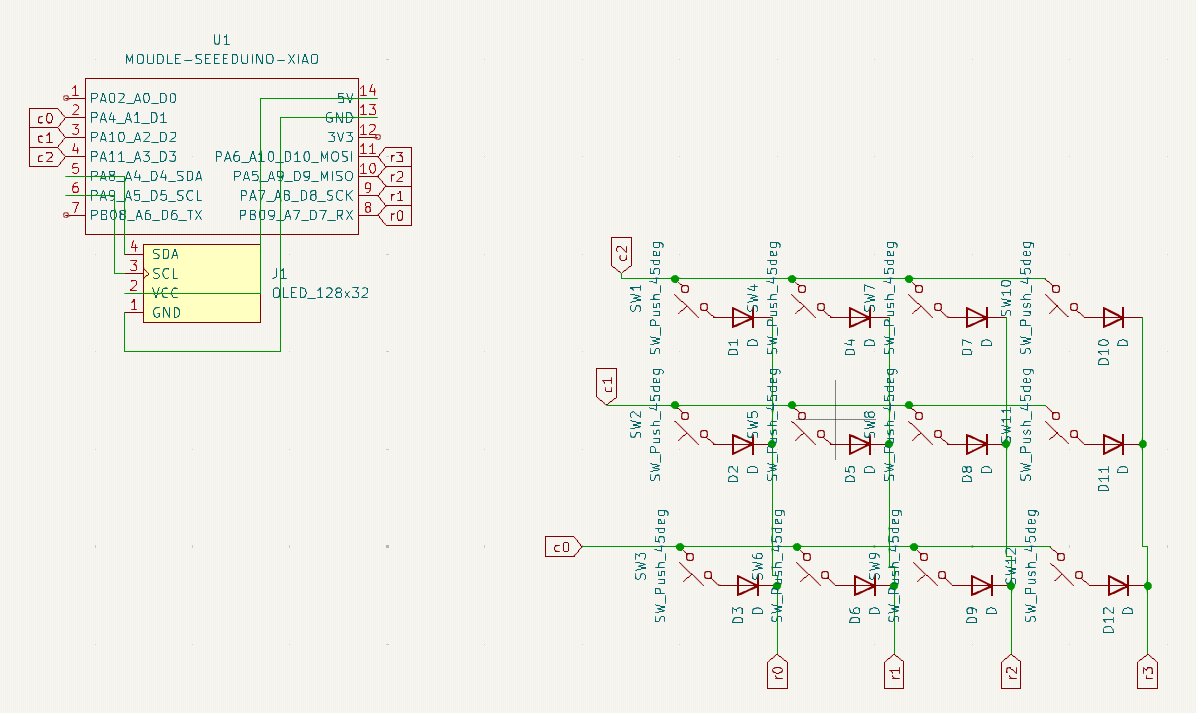 U1
MOUDLE-SEEEDUINO-XIAO
1 PA02_A0_D0 5V 14
c0 2 PA4_A1_D1 GND 13
c1 3 PA10_A2_D2 3V3 12
c2 4 PA11_A3_D3 PA6_A10_D10_MOSI 11 r3
5 PA8_A4_D4_SDA PA5_A9_D9_MISO 10 r2
6 PB9_A5_D5_SCL PA7_A8_D8_SCK 9 r1
7 PB08_A6_D6_TX PB09_A7_D7_RX 8 r0
4 SDA
3 SCL J1
2 VCC OLED_128x32
1 GND
c2
SW1 SW_Push_45deg SW4 SW_Push_45deg SW7 SW_Push_45deg SW10 SW_Push_45deg
D1 D D4 D D7 D D10 D
c1
SW2 SW_Push_45deg SW5 SW_Push_45deg SW8 SW_Push_45deg SW11 SW_Push_45deg
D2 D D5 D D8 D D11 D
c0
SW3 SW_Push_45deg SW6 SW_Push_45deg SW9 SW_Push_45deg SW12 SW_Push_45deg
D3 D D6 D D9 D D12 D
r0 r1 r2 r3